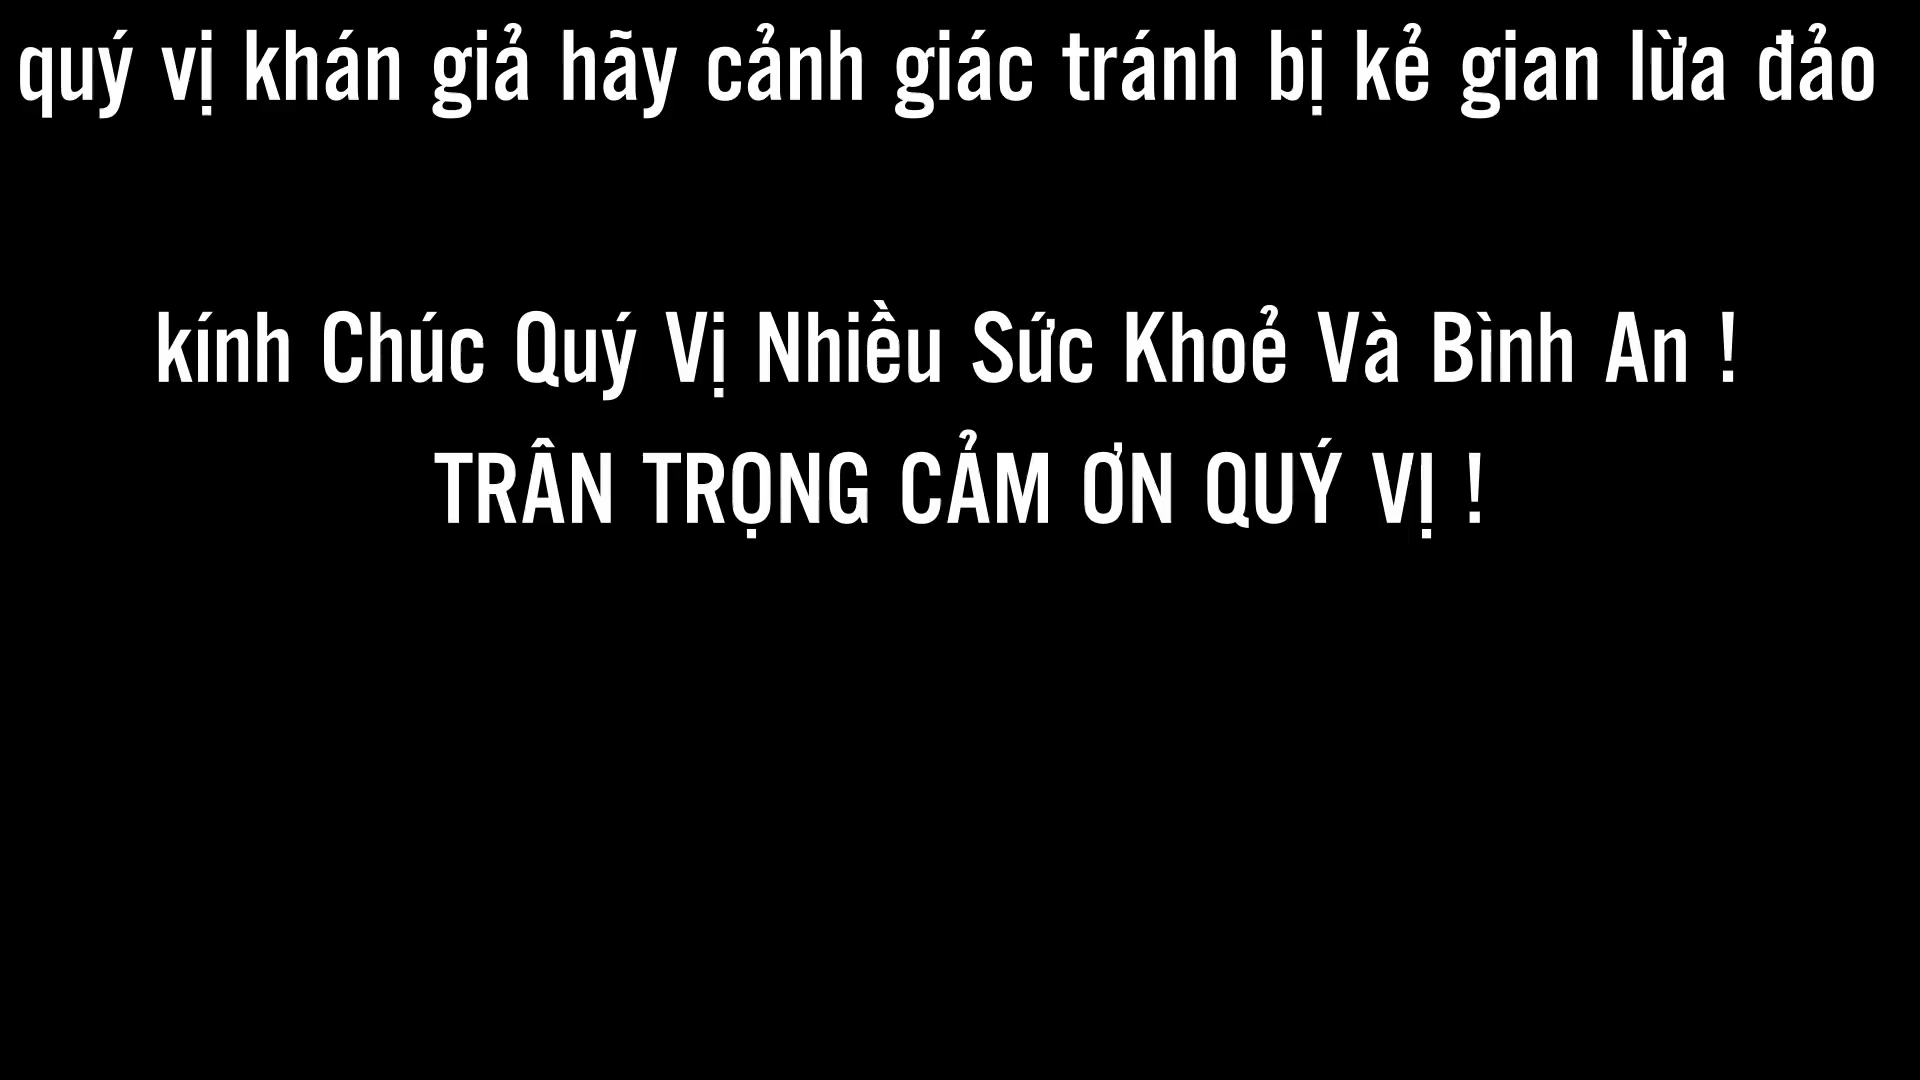 quý vị khán giả hãy cảnh giác tránh bị kẻ gian lừa đảo
kính Chúc Quý Vị Nhiều Sức Khoẻ Và Bình An !
TRÂN TRỌNG CẢM ƠN QUÝ VỊ !